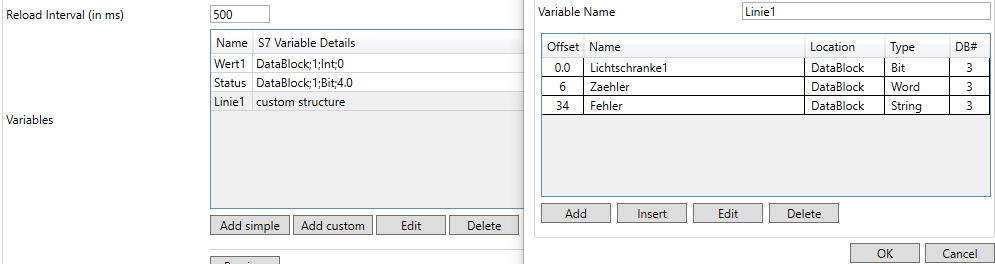 Reload Interval (in ms) 500
Name S7 Variable Details
Wert1 DataBlock;1;Int;0
Status DataBlock;1;Bit;4.0
Linie1 custom structure
Variables
Add simple Add custom Edit Delete
Variable Name Linie1
Offset Name Location Type DB#
0.0 Lichtschranke1 DataBlock Bit 3
6 Zaehler DataBlock Word 3
34 Fehler DataBlock String 3
Add Insert Edit Delete
OK Cancel